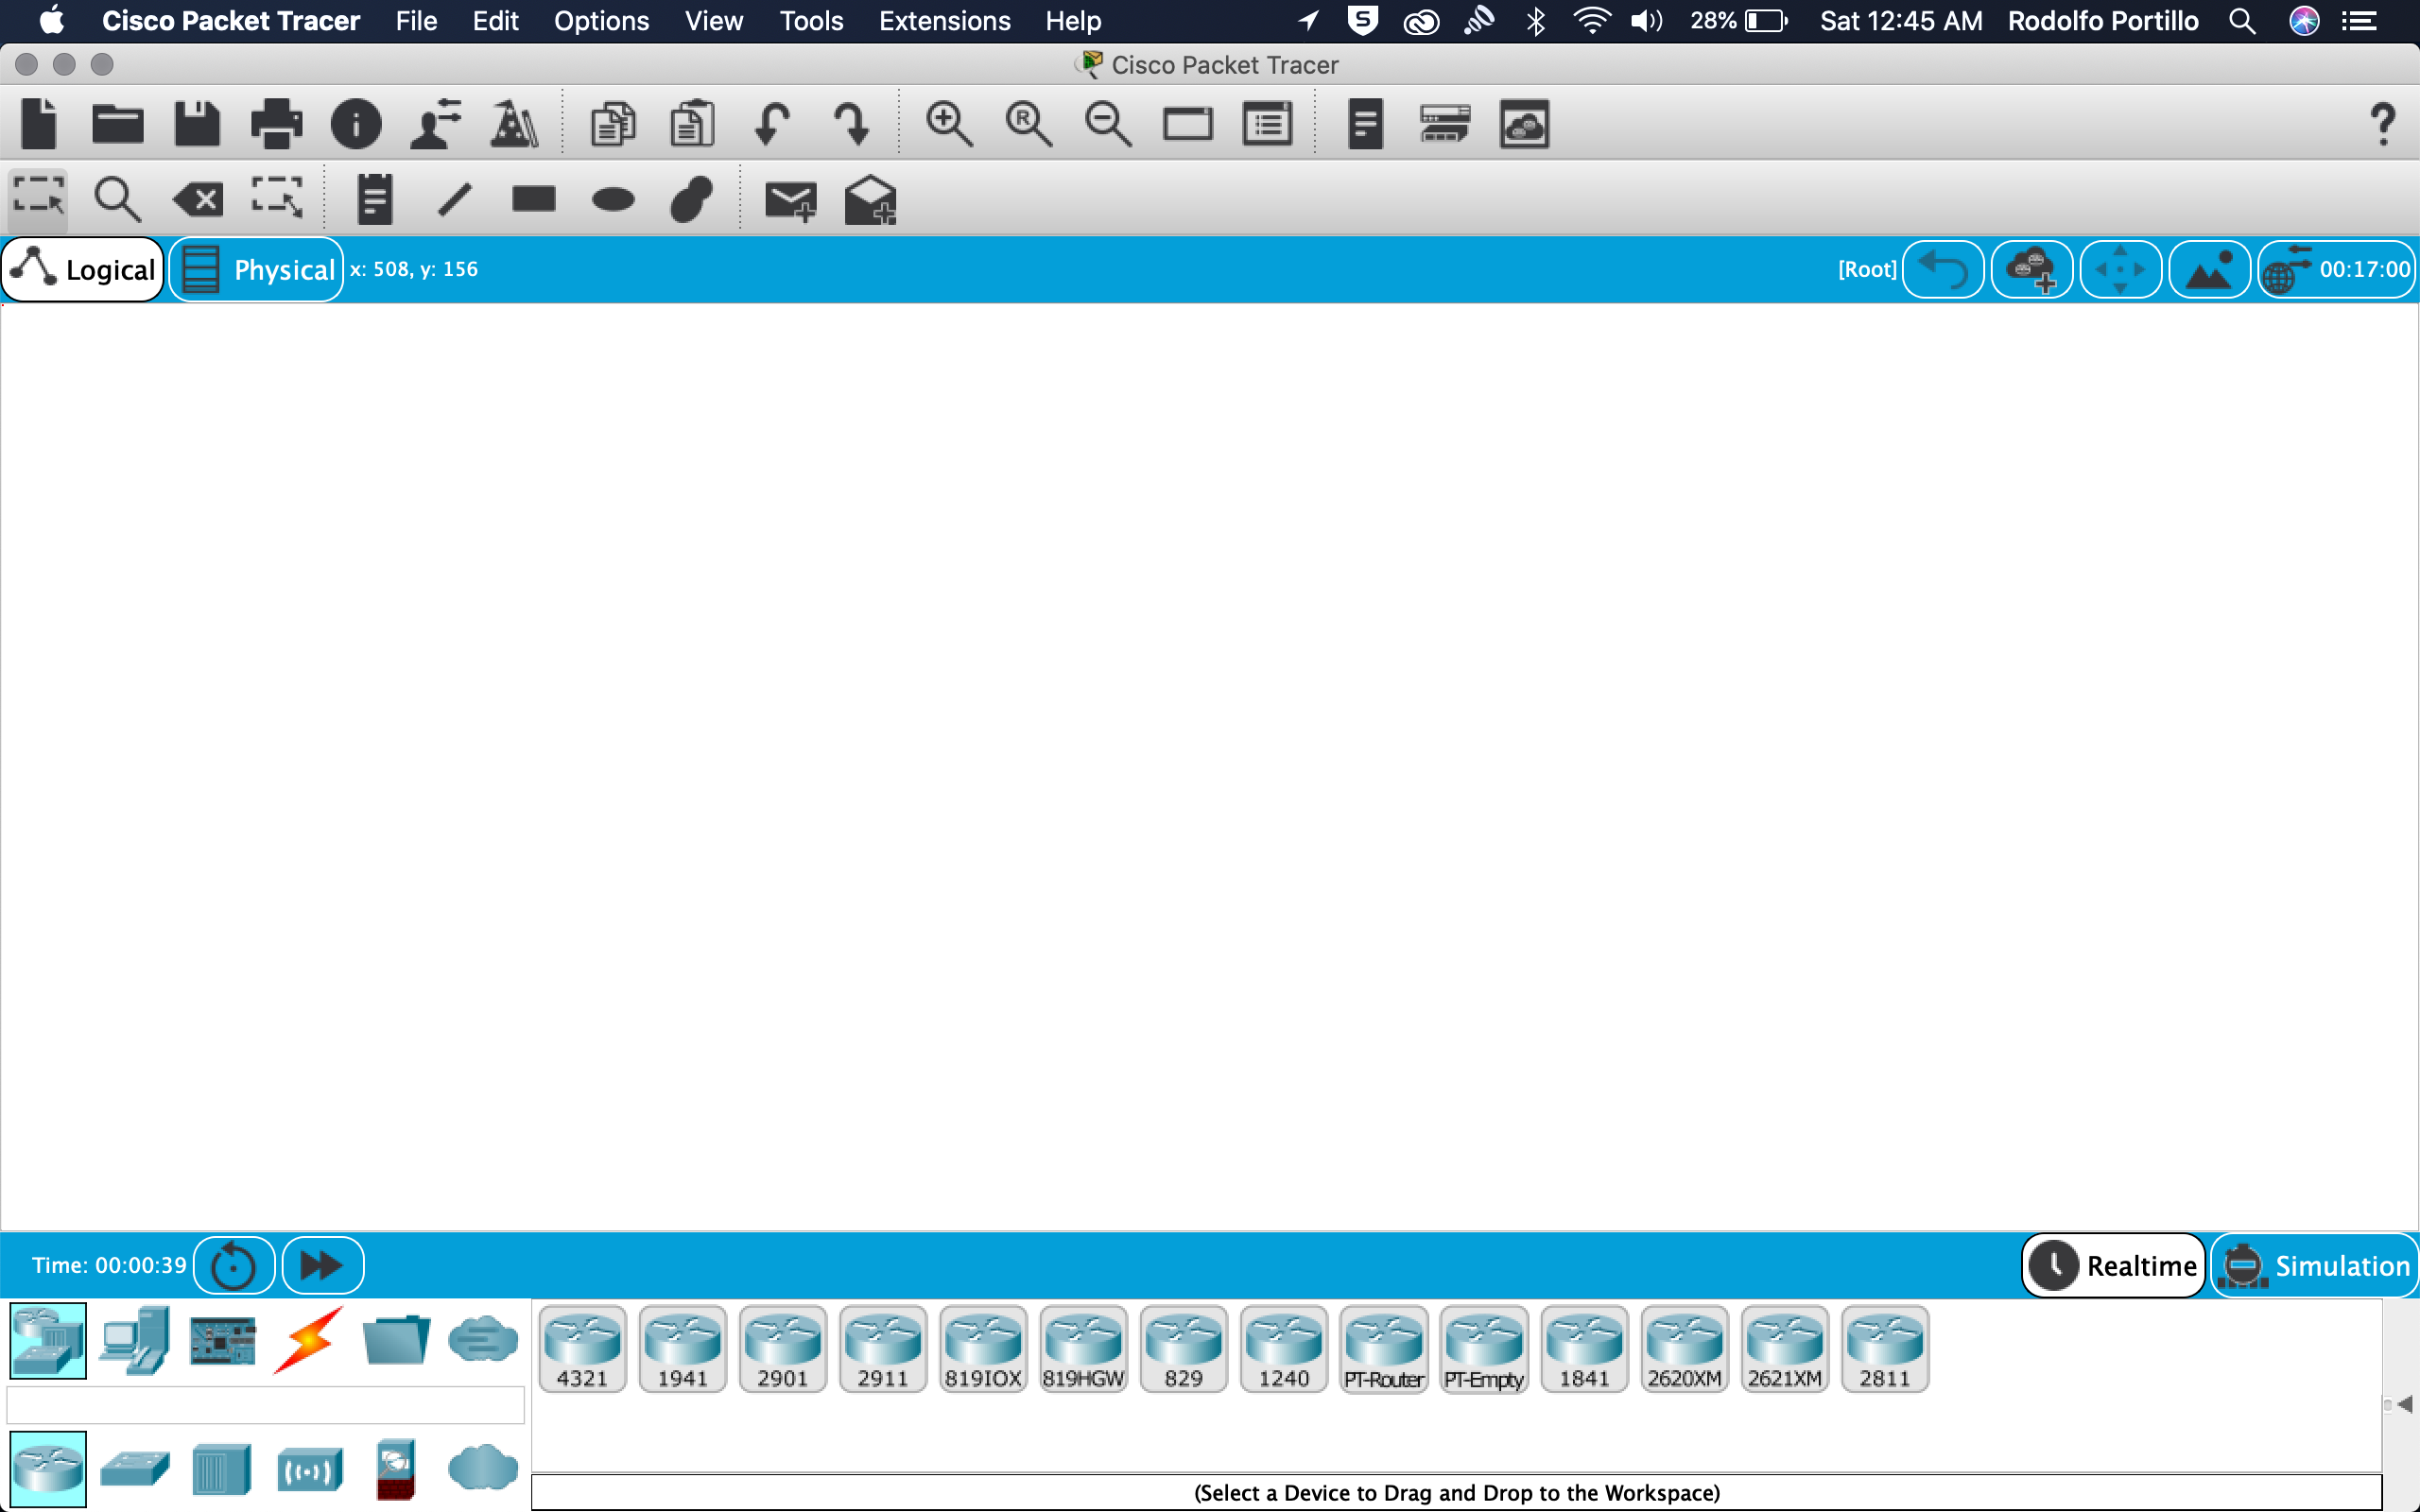 Cisco Packet Tracer File Edit Options View Tools Extensions Help S 28% Sat 12:45 AM Rodolfo Portillo
Cisco Packet Tracer
i R ?
Logical Physical x: 508, y: 156 [Root] 00:17:00
Time: 00:00:39 Realtime Simulation
4321 1941 2901 2911 819IOX 819HGW 829 1240 PT-Router PT-Empty 1841 2620XM 2621XM 2811
(Select a Device to Drag and Drop to the Workspace)